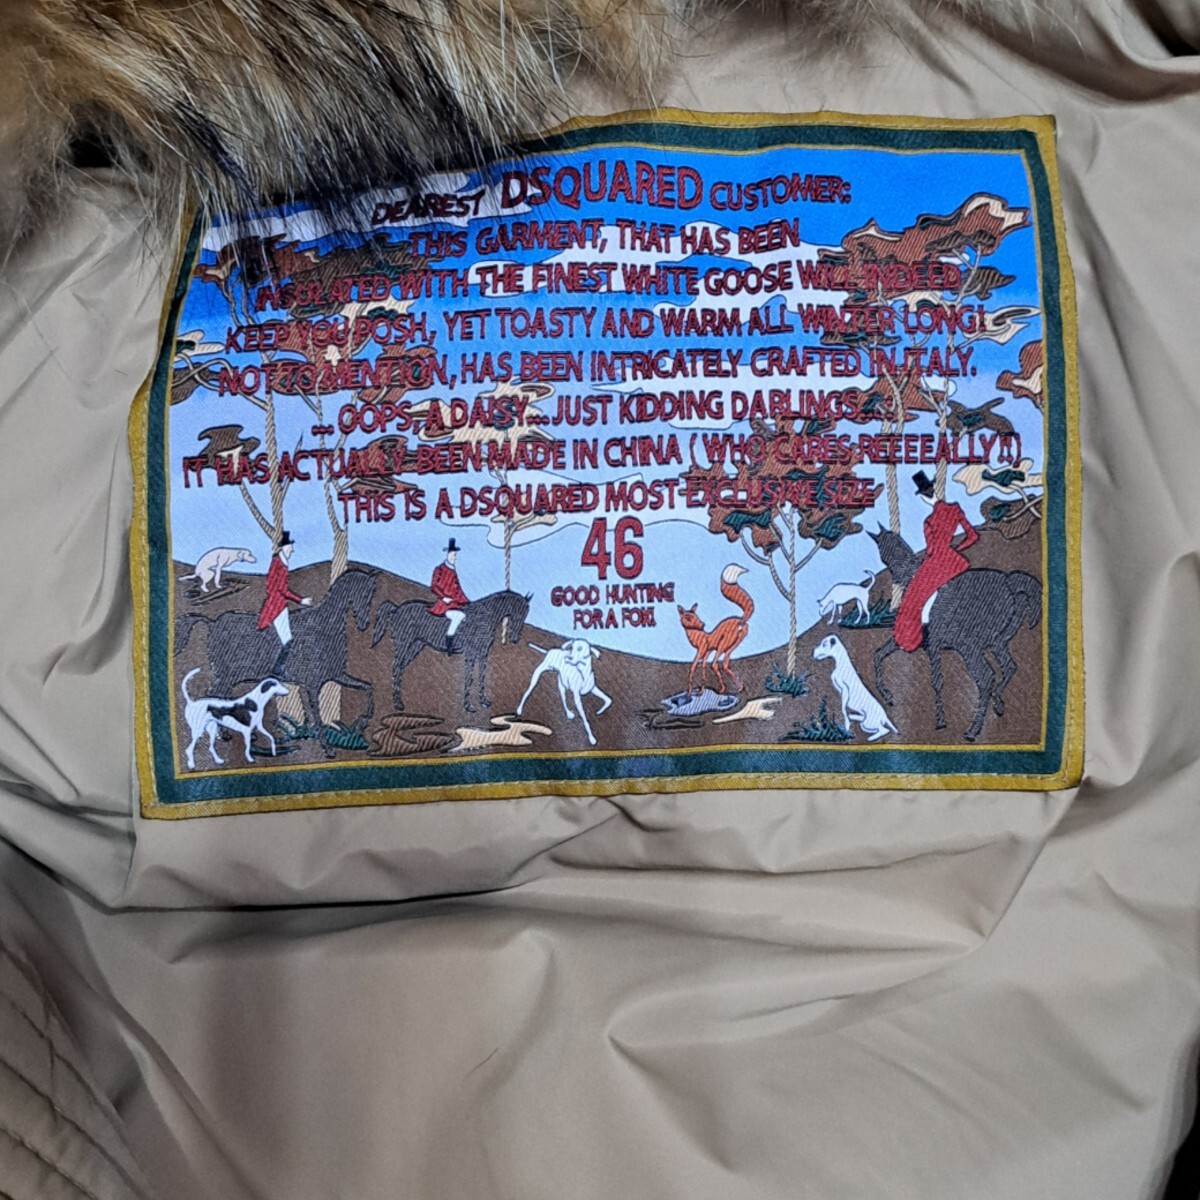 DEAREST DSQUARED CUSTOMER:
THIS GARMENT, THAT HAS BEEN
INSULATED WITH THE FINEST WHITE GOOSE WILL INDEED
KEEP YOU POSH, YET TOASTY AND WARM ALL WINTER LONG!
NOT TO MENTION, HAS BEEN INTRICATELY CRAFTED IN ITALY.
... OOPS, A DAISY... JUST KIDDING DARLINGS...
IT HAS ACTUALLY BEEN MADE IN CHINA ( WHO CARES REEEEALLY!!)
THIS IS A DSQUARED MOST EXCLUSIVE SIZE
46
GOOD HUNTING
FOR A FOX!